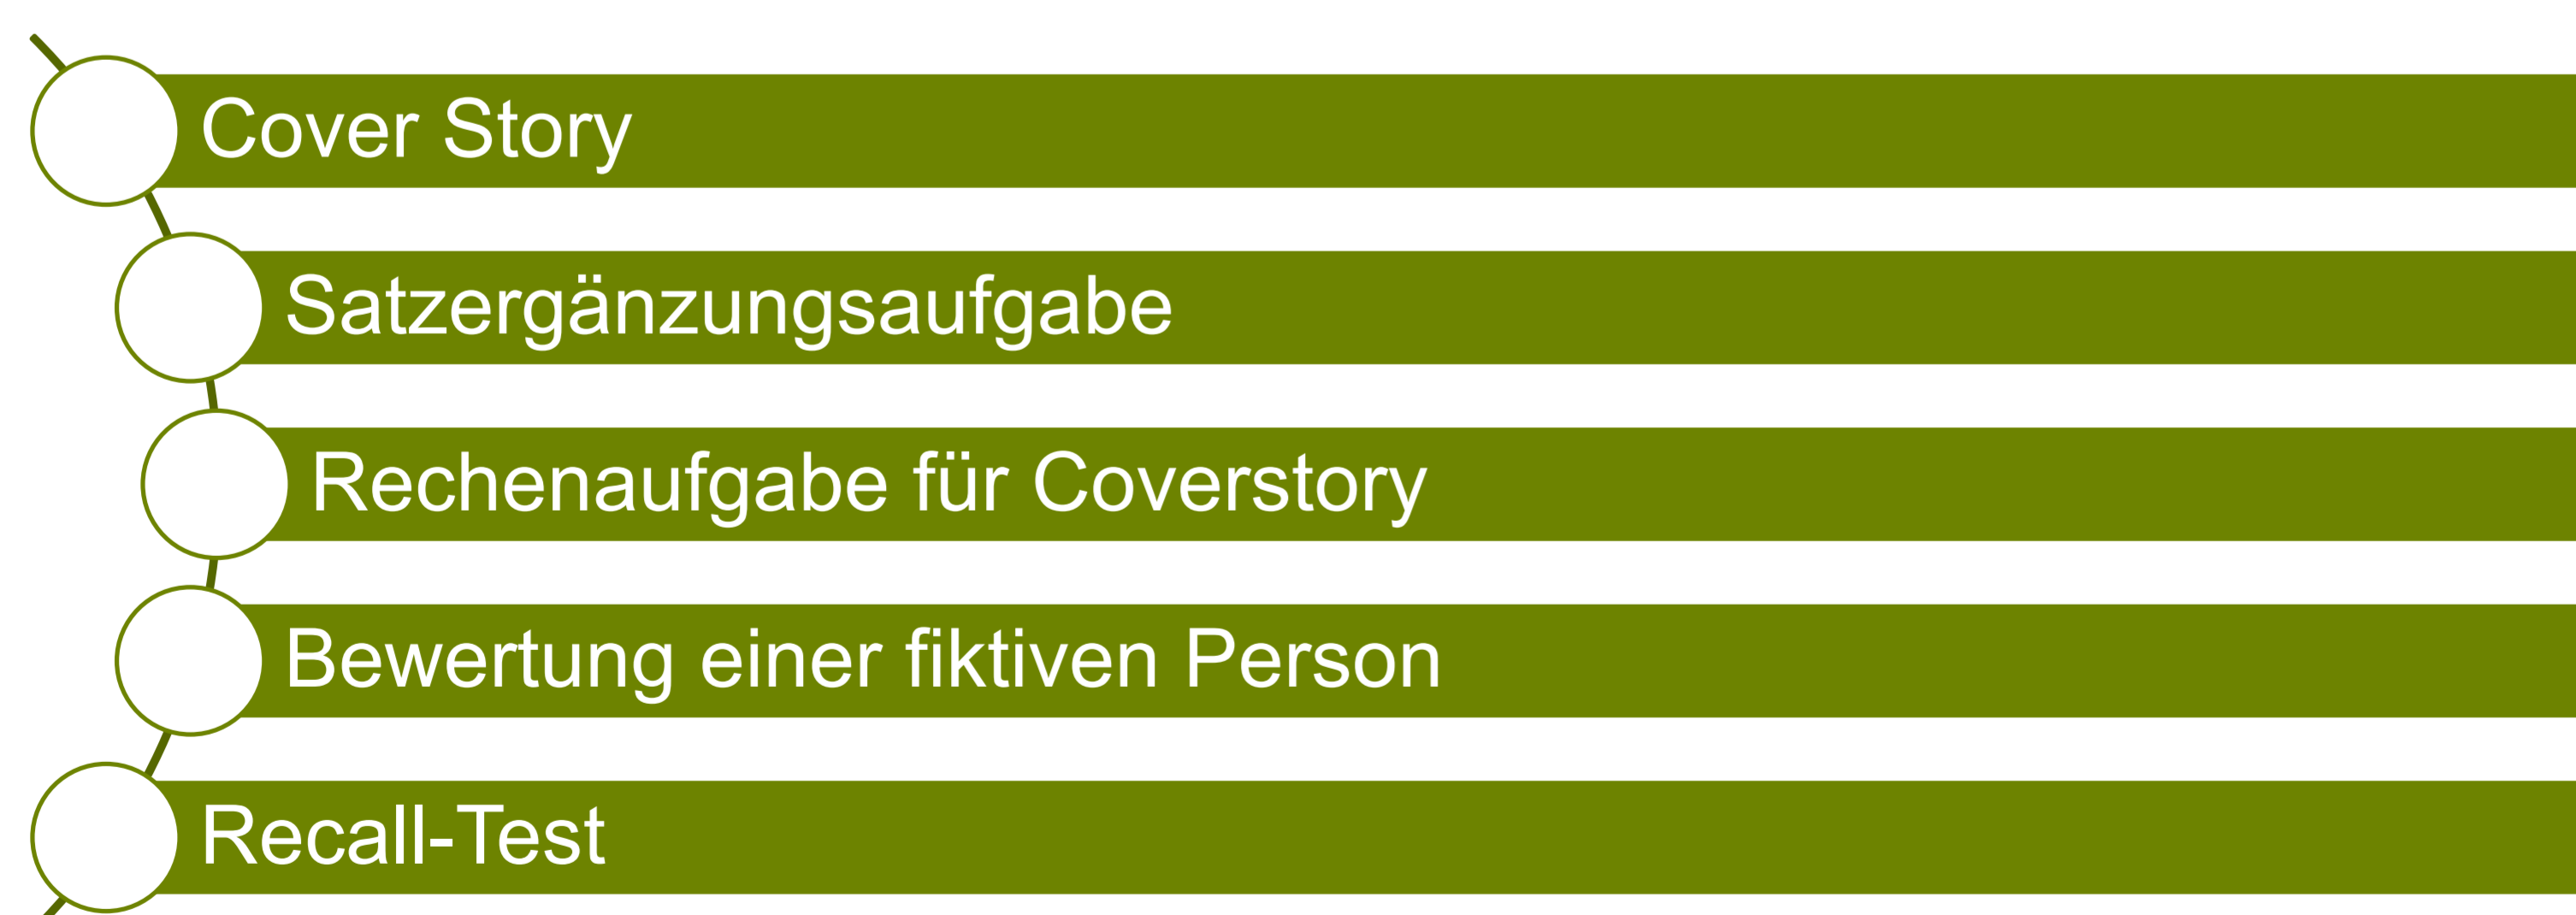 Cover Story
Satzergänzungsaufgabe
Rechenaufgabe für Coverstory
Bewertung einer fiktiven Person
Recall-Test